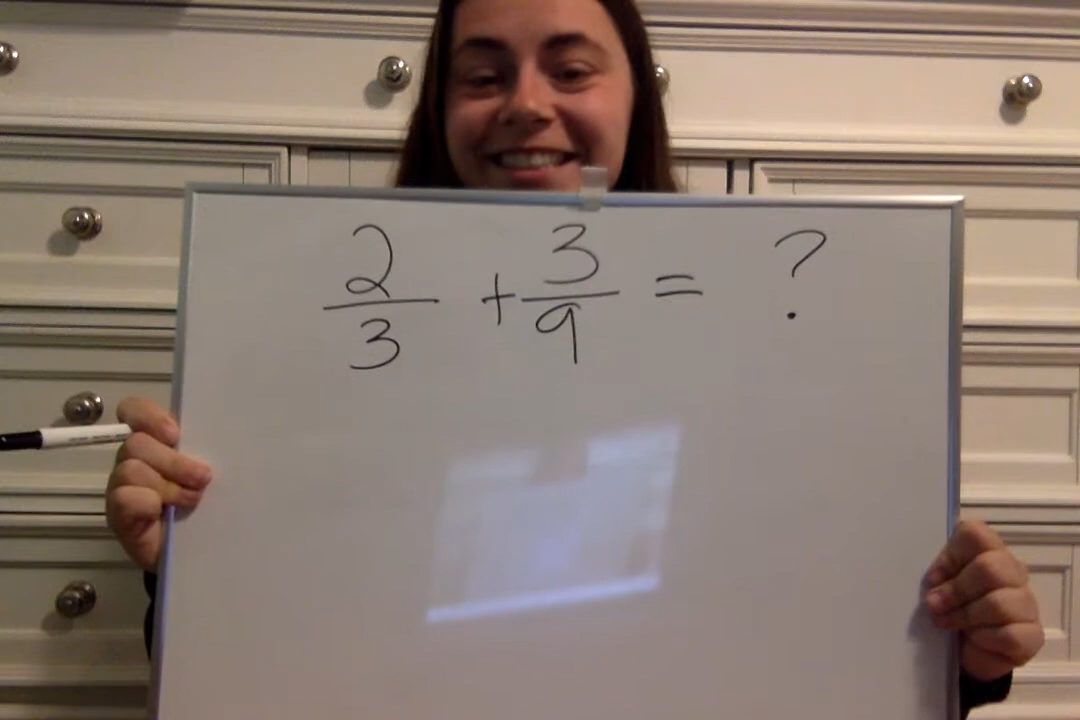 2/3 + 3/9 = ?